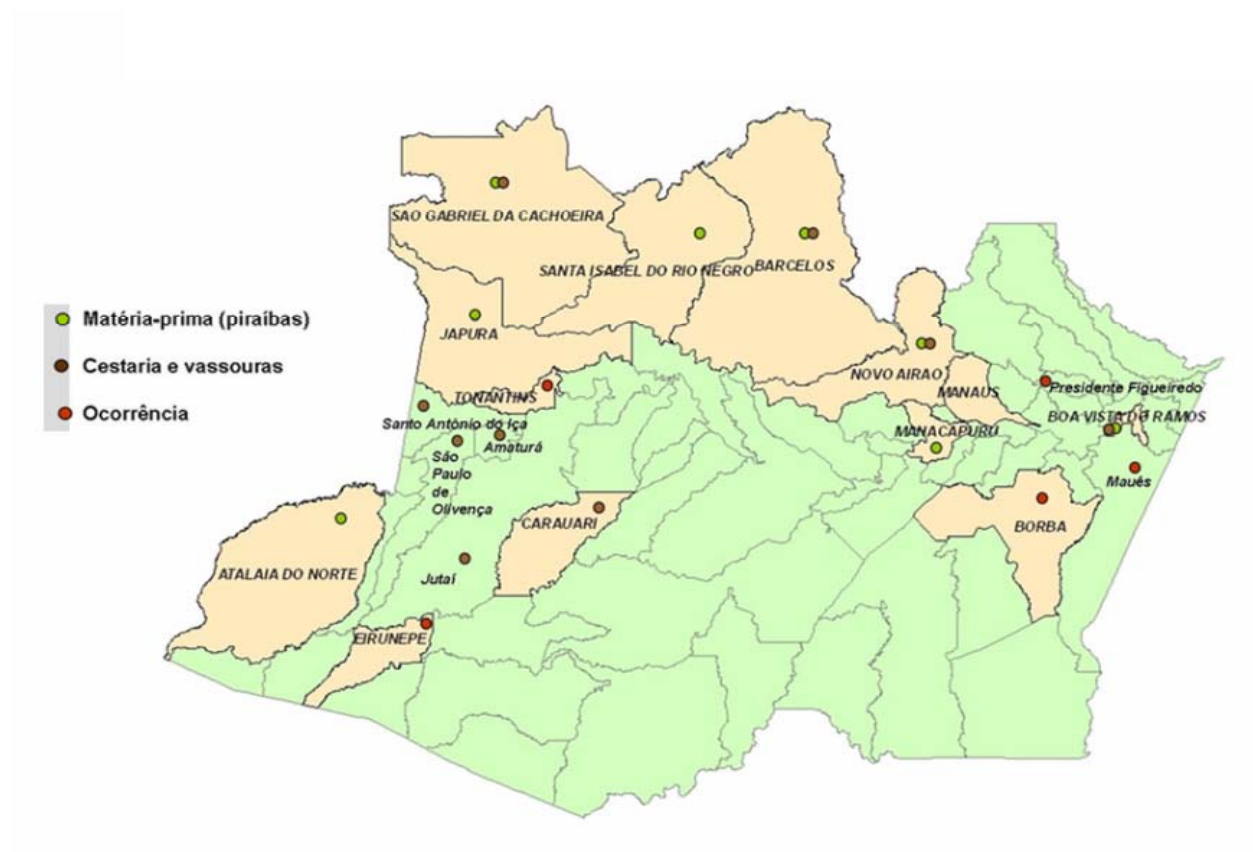 SAO GABRIEL DA CACHOEIRA
SANTA ISABEL DO RIO NEGRO
BARCELOS
Matéria-prima (piraíbas)
Cestaria e vassouras
Ocorrência
JAPURA
NOVO AIRAO
MANAUS
Presidente Figueiredo
TONANTINS
Santo Antônio do Iça
BOA VISTA DO RAMOS
MANACAPURU
Amaturá
São
Paulo
de
Olivença
Maués
CARAUARI
BORBA
ATALAIA DO NORTE
Jutaí
EIRUNEPE